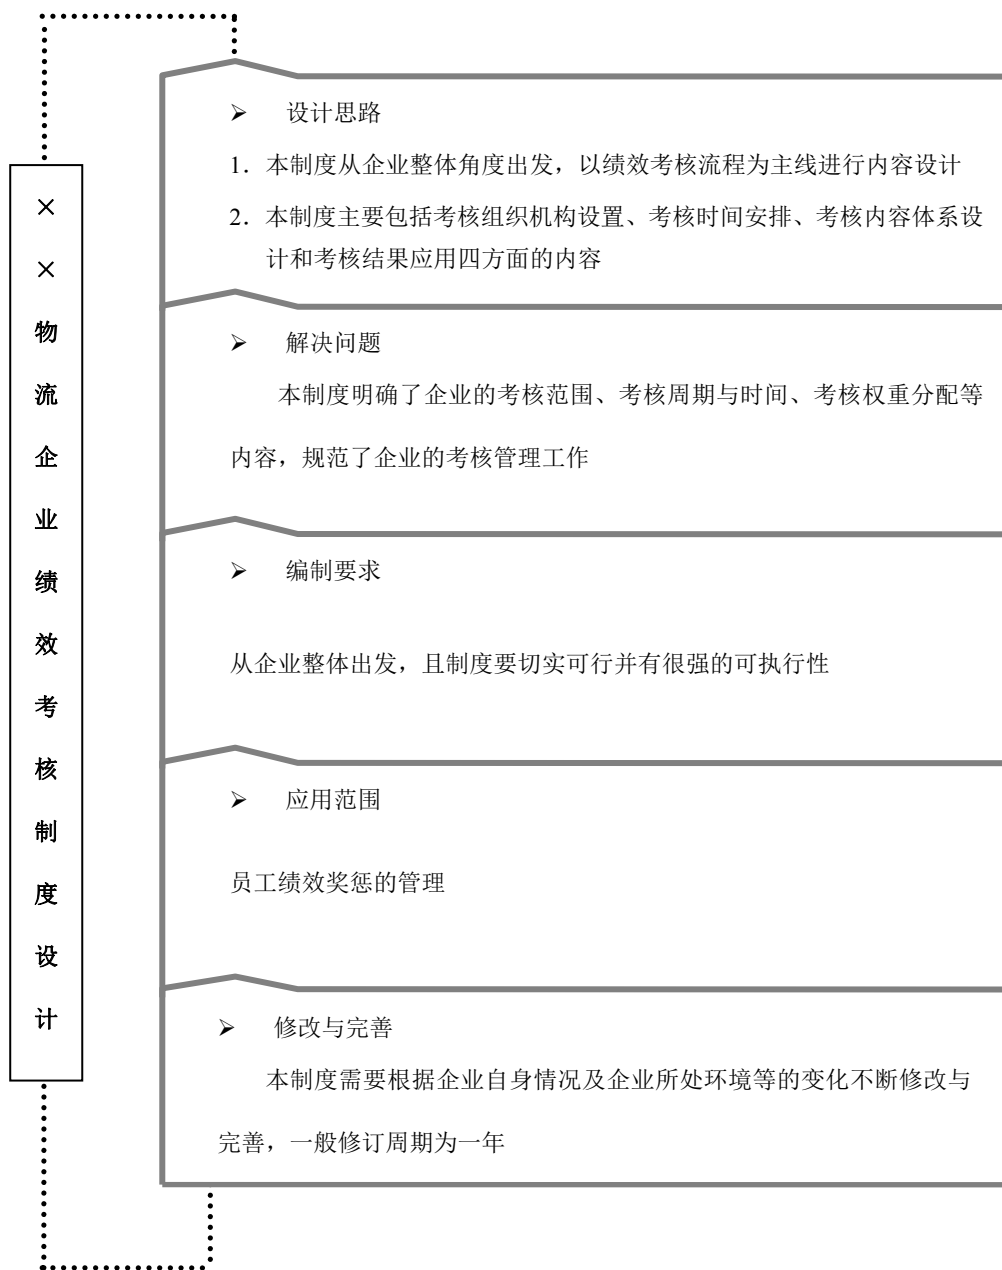 ××物流企业绩效考核制度设计
➢ 设计思路
1．本制度从企业整体角度出发，以绩效考核流程为主线进行内容设计
2．本制度主要包括考核组织机构设置、考核时间安排、考核内容体系设
计和考核结果应用四方面的内容
➢ 解决问题
本制度明确了企业的考核范围、考核周期与时间、考核权重分配等
内容，规范了企业的考核管理工作
➢ 编制要求
从企业整体出发，且制度要切实可行并有很强的可执行性
➢ 应用范围
员工绩效奖惩的管理
➢ 修改与完善
本制度需要根据企业自身情况及企业所处环境等的变化不断修改与
完善，一般修订周期为一年